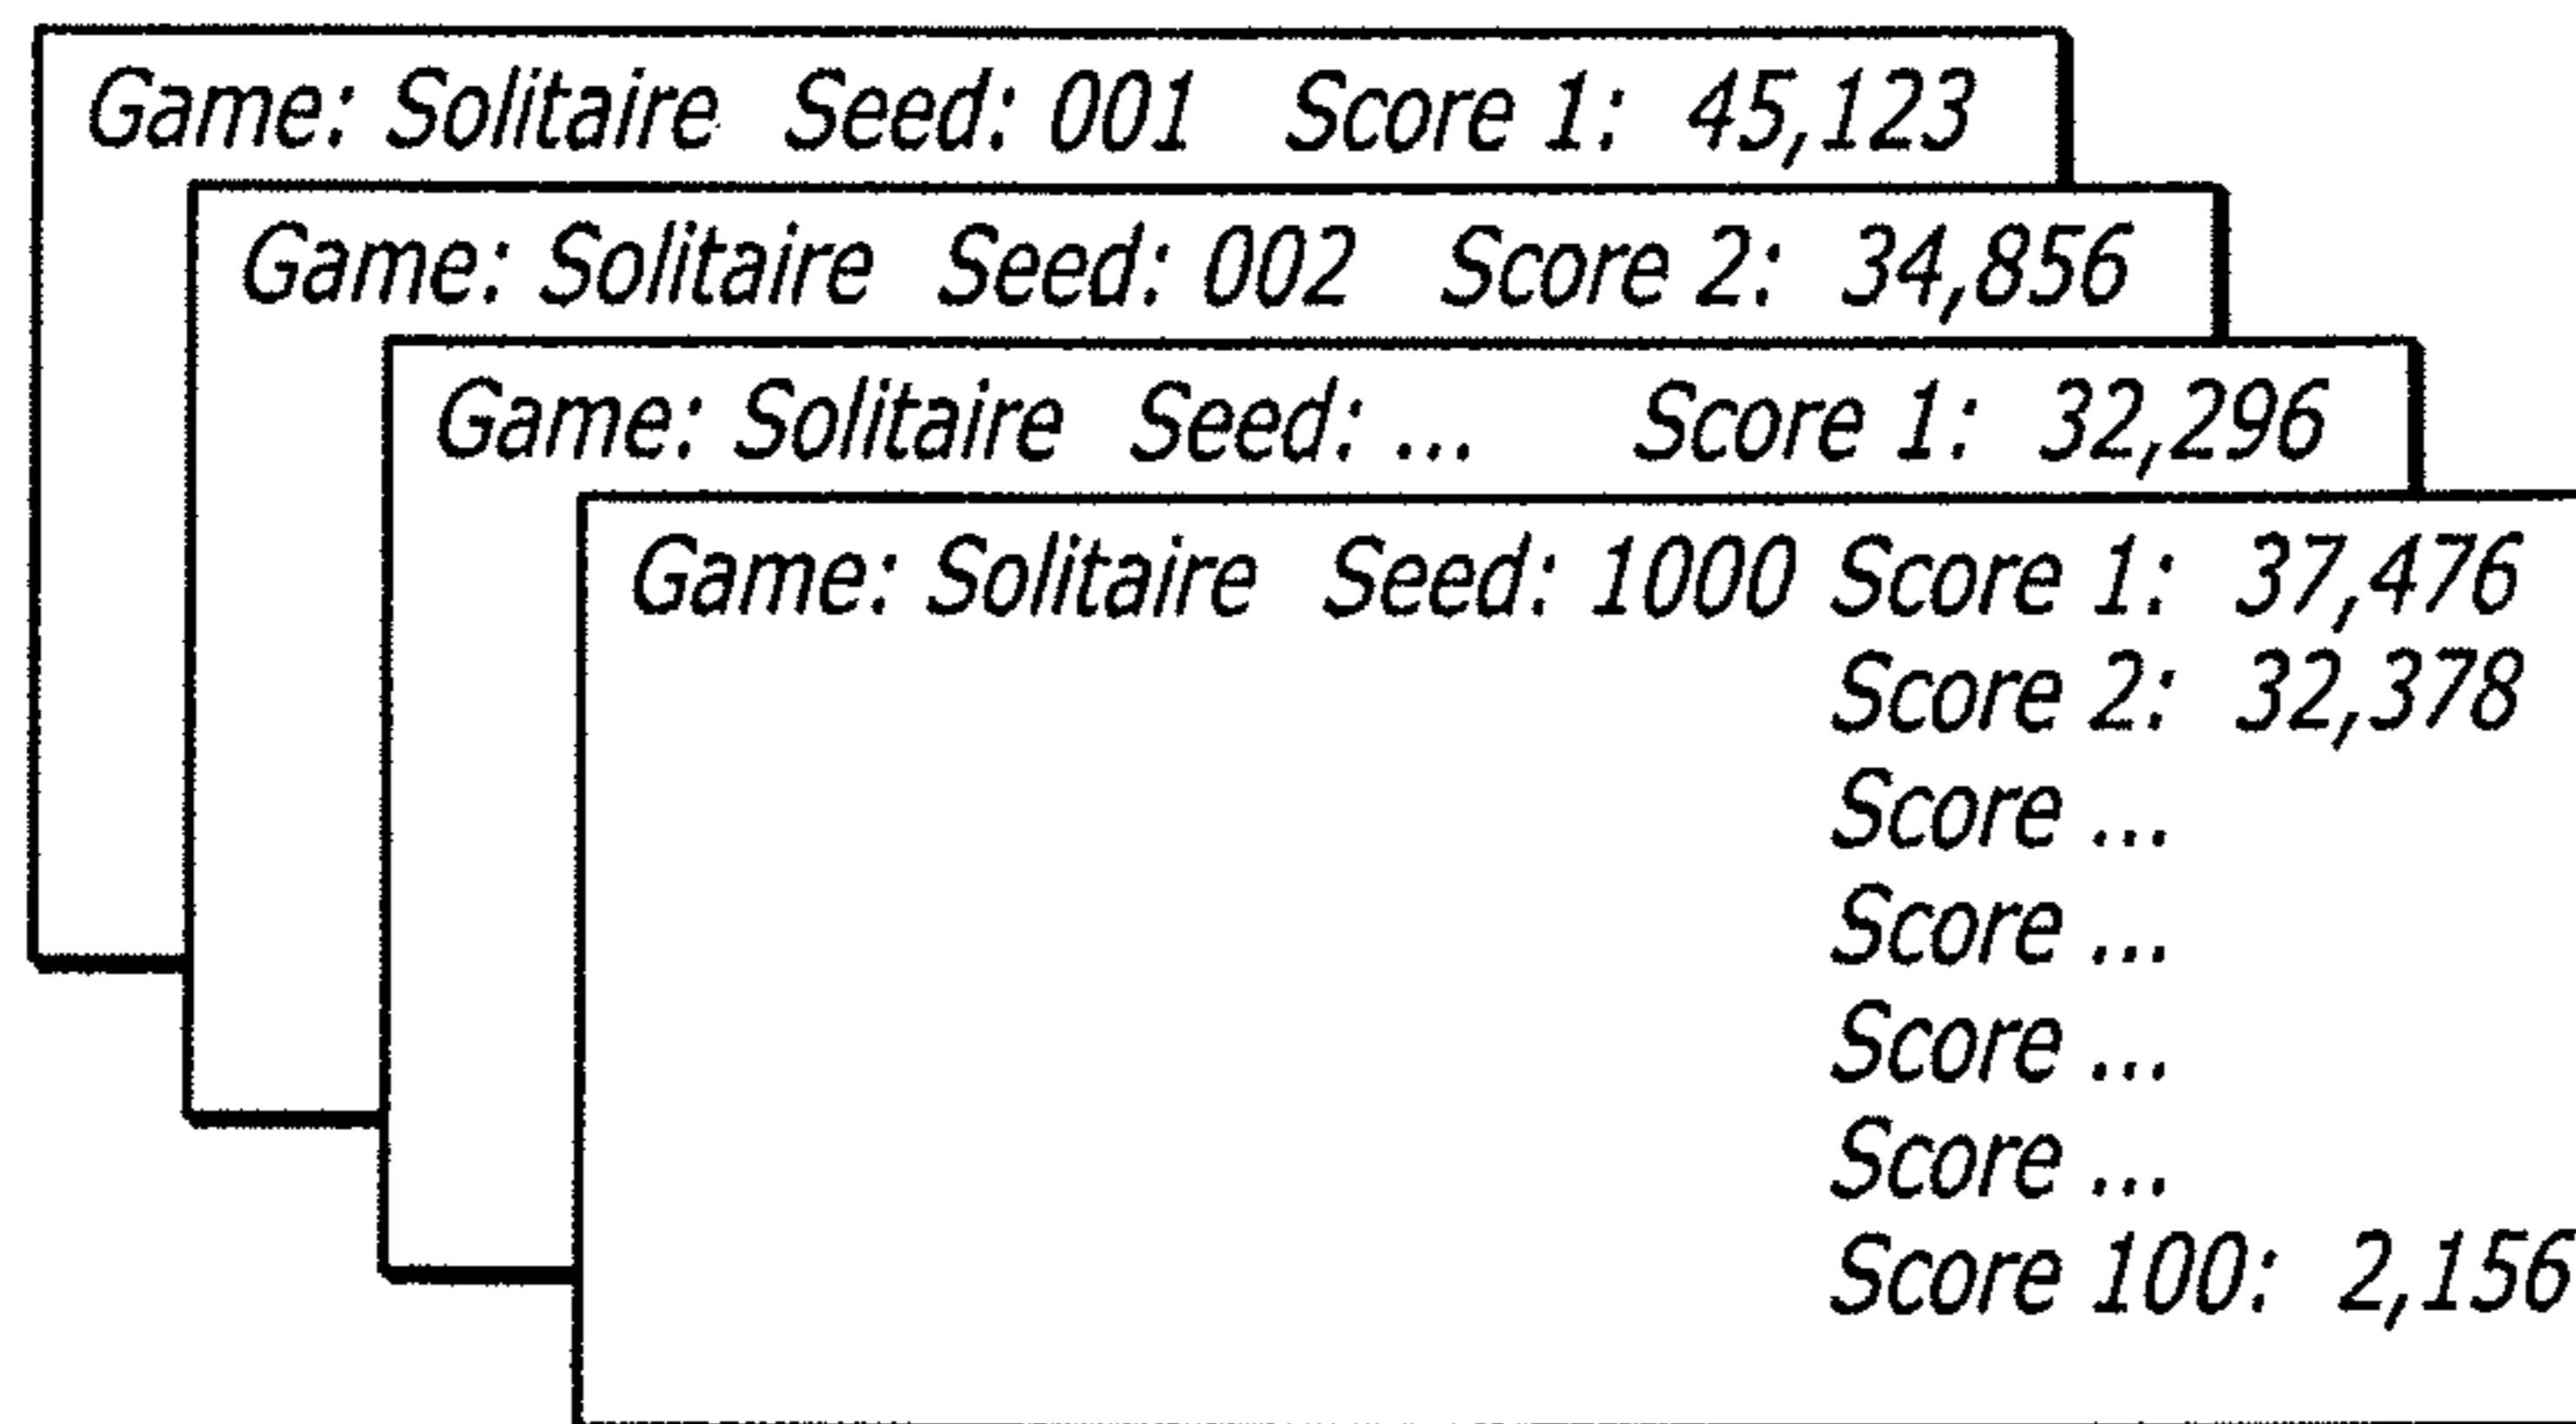 Game: Solitaire Seed: 001 Score 1: 45,123
Game: Solitaire Seed: 002 Score 2: 34,856
Game: Solitaire Seed: ... Score 1: 32,296
Game: Solitaire Seed: 1000 Score 1: 37,476
Score 2: 32,378
Score ...
Score ...
Score ...
Score ...
Score 100: 2,156